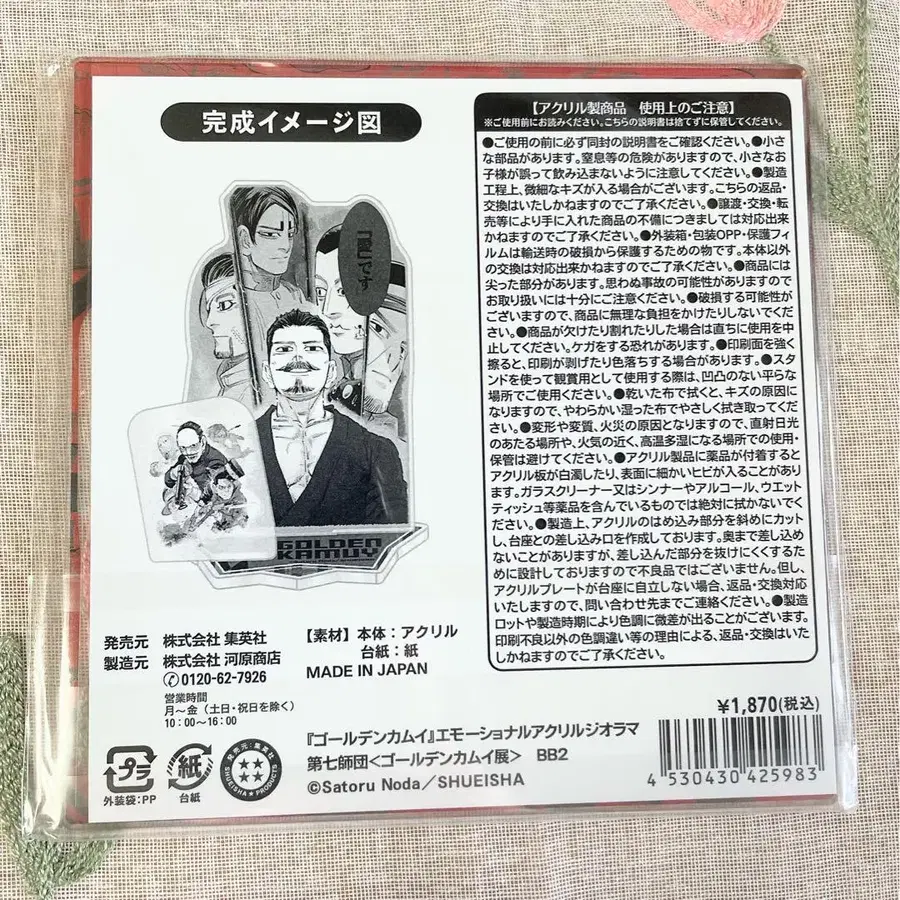 完成イメージ図
「愛」です
GOLDEN
KAMUY
【アクリル製商品 使用上のご注意】
※ご使用前にお読みください。こちらの説明書は捨てずに保管してください。
●ご使用の前に必ず同封の説明書をご確認ください。●小さ
な部品があります。窒息等の危険がありますので、小さなお
子様が誤って飲み込まないように注意してください。●製造
工程上、微細なキズが入る場合がございます。こちらの返品・
交換はいたしかねますのでご了承ください。●譲渡・交換・転
売等により手に入れた商品の不備につきましては対応出来か
ねますのでご了承ください。●外装箱・包装OPP・保護フィ
ルムは輸送時の破損から保護するための物です。本体以外
の交換は対応出来かねますのでご了承ください。●商品には
尖った部分があります。思わぬ事故の可能性がありますので
お取り扱いには十分にご注意ください。●破損する可能性が
ございますので、商品に無理な負担をかけたりしないでくださ
い。●商品が欠けたり割れたりした場合は直ちに使用を中
止してください。ケガをする恐れがあります。●印刷面を強く
擦ると、印刷が剥げたり色落ちする場合があります。●スタ
ンドを使って観賞用として使用する際は、凹凸のない平らな
場所でご使用ください。●乾いた布で拭くと、キズの原因に
なりますので、やわらかい湿った布でやさしく拭き取ってくださ
い。●変形や変質、火災の原因となりますので、直射日光
のあたる場所や、火気の近く、高温多湿になる場所での使用・
保管は避けてください。●アクリル製品に薬品が付着すると
アクリル板が白濁したり、表面に細かいヒビが入ることがあり
ます。ガラスクリーナー又はシンナーやアルコール、ウエット
ティッシュ等薬品を含んでいるものでは絶対に拭かないでくだ
さい。●製造上、アクリルのはめ込み部分を斜めにカット
し、台座との差し込み口を作成しております。奥まで差し込め
ないことがありますが、差し込んだ部分を抜けにくくするた
めに設計しておりますので不良品ではございません。但し、
アクリルプレートが台座に自立しない場合、返品・交換対応
いたしますので、問い合わせ先までご連絡ください。●製造
ロットや製造時期により色調に微差が出ることがございます。
印刷不良以外の色調違い等の理由による、返品・交換はいた
しかねますのでご了承ください。
発売元 株式会社 集英社
製造元 株式会社 河原商店
0120-62-7926
営業時間
月〜金(土日・祝日を除く)
10:00〜16:00
【素材】本体:アクリル
台紙:紙
MADE IN JAPAN
¥1,870(税込)
プラ
外装袋:PP
紙
台紙
発売元:集英社
SHUEISHA PRODUCTS
『ゴールデンカムイ』エモーショナルアクリルジオラマ
第七師団<ゴールデンカムイ展> BB2
©Satoru Noda/SHUEISHA
4 530430 425983